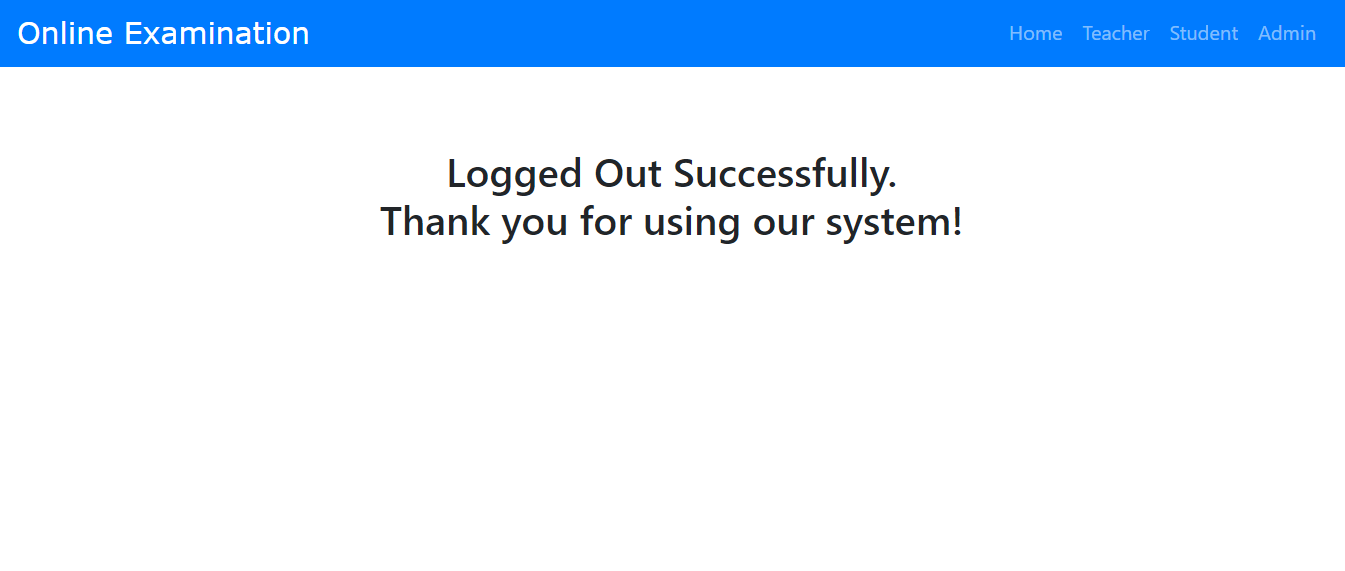 Online Examination
Home Teacher Student Admin
Logged Out Successfully.
Thank you for using our system!